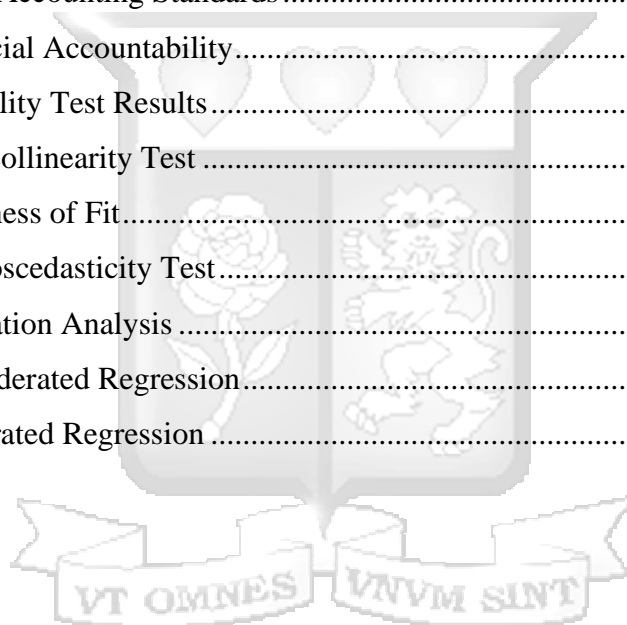 Accounting Standards
cial Accountability
lity Test Results
ollinearity Test
ness of Fit
oscedasticity Test
ation Analysis
derated Regression
rated Regression
VT OMNES VNVM SINT